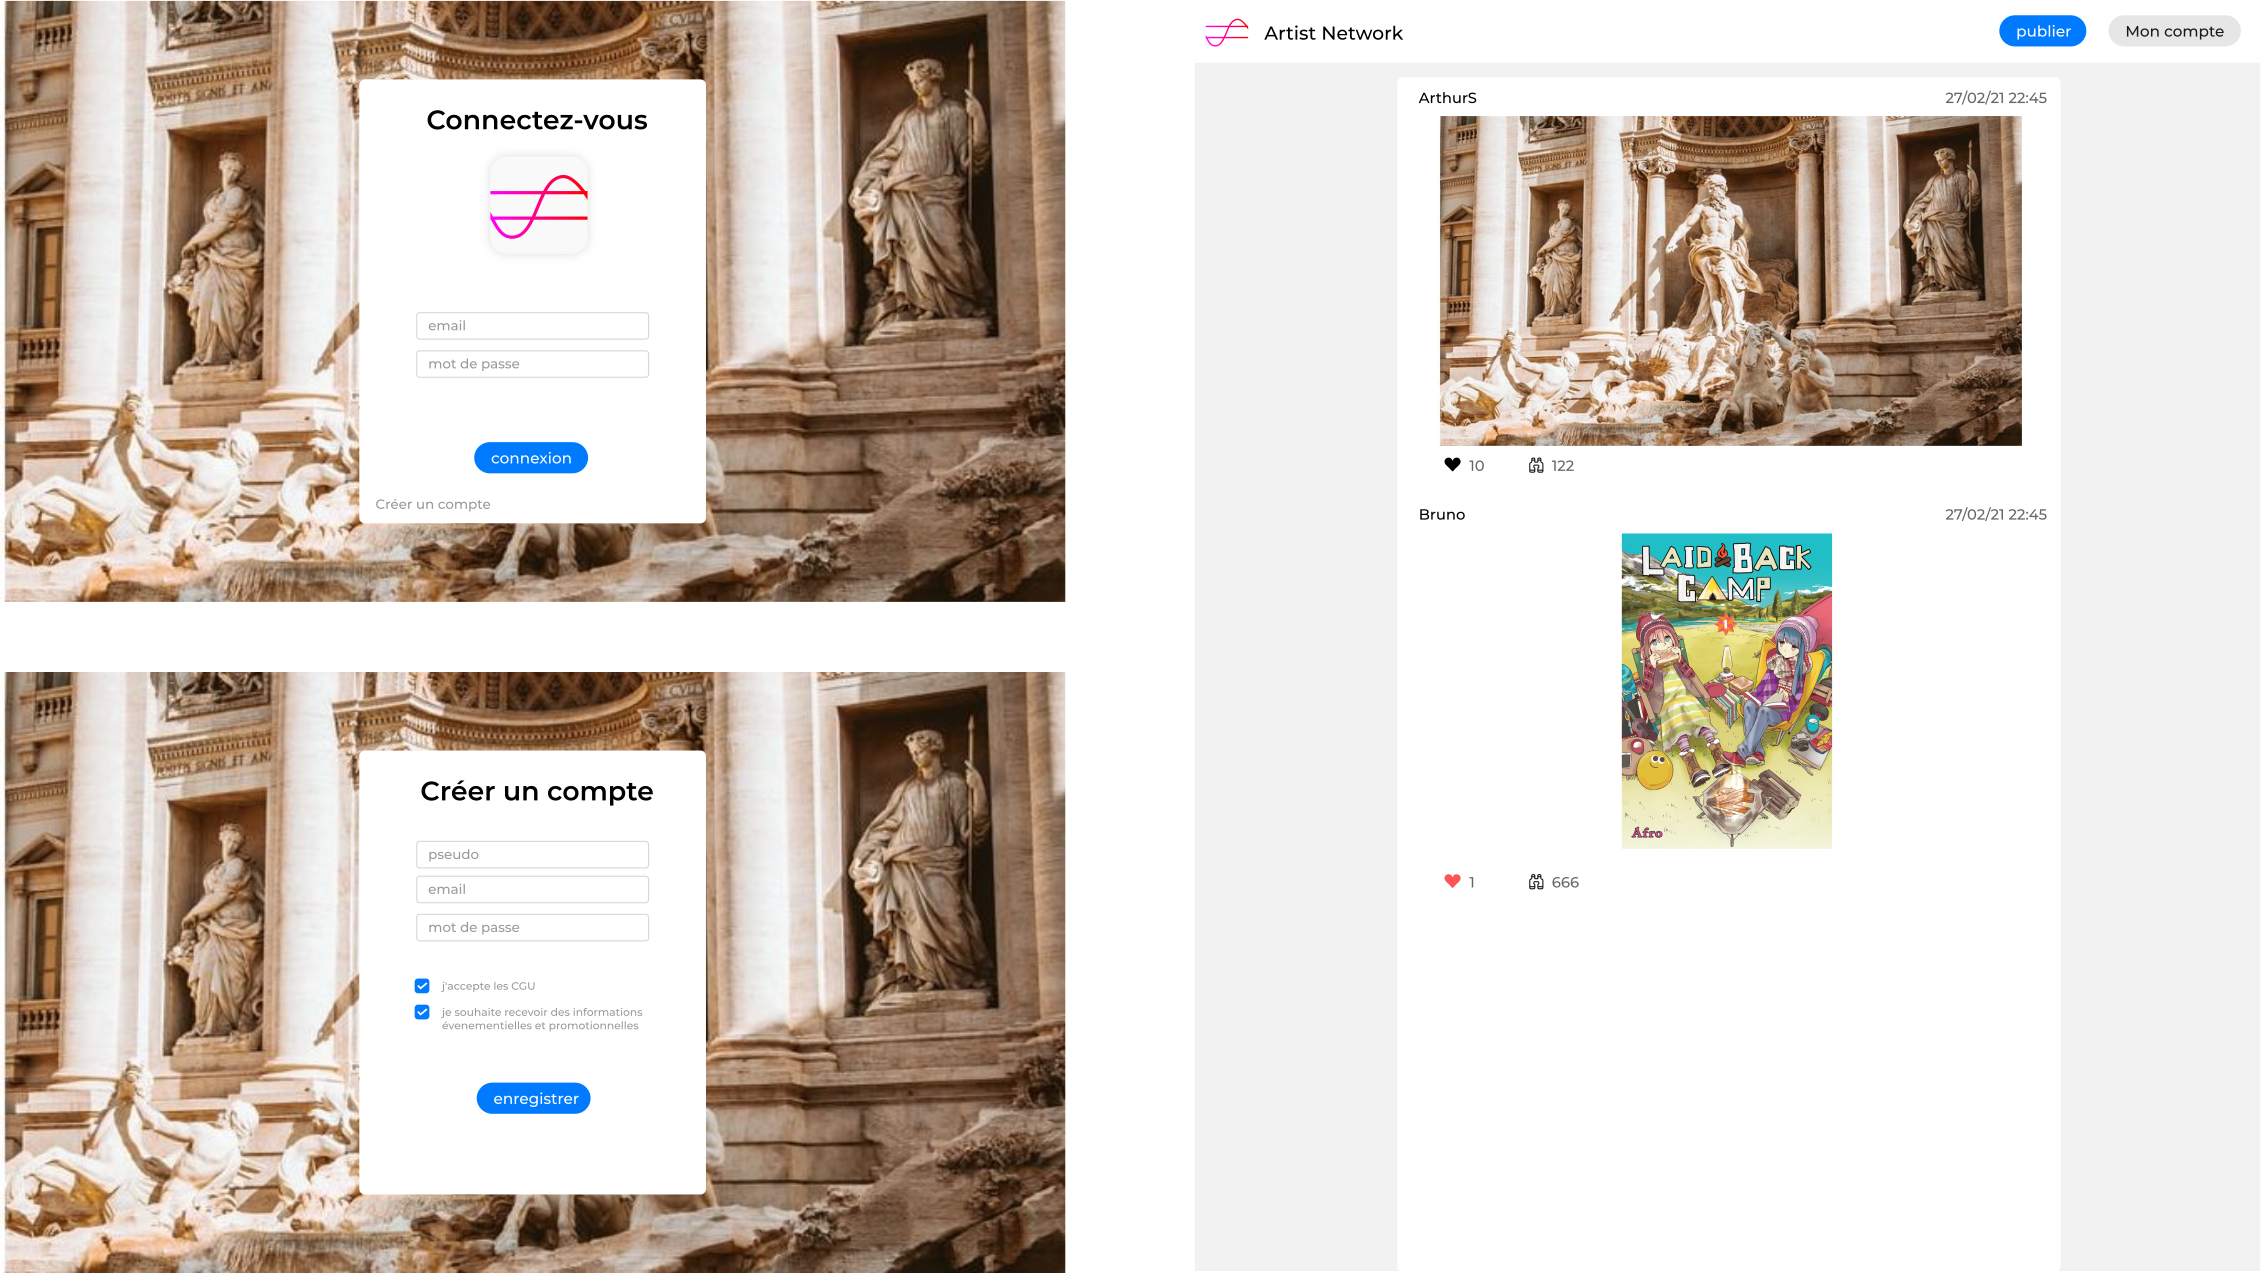 Connectez-vous
email
mot de passe
connexion
Créer un compte
Créer un compte
pseudo
email
mot de passe
j'accepte les CGU
je souhaite recevoir des informations
évenementielles et promotionnelles
enregistrer
Artist Network
publier
Mon compte
ArthurS
27/02/21 22:45
10
122
Bruno
27/02/21 22:45
LAID BACK
CAMP
1
Afro
1
666